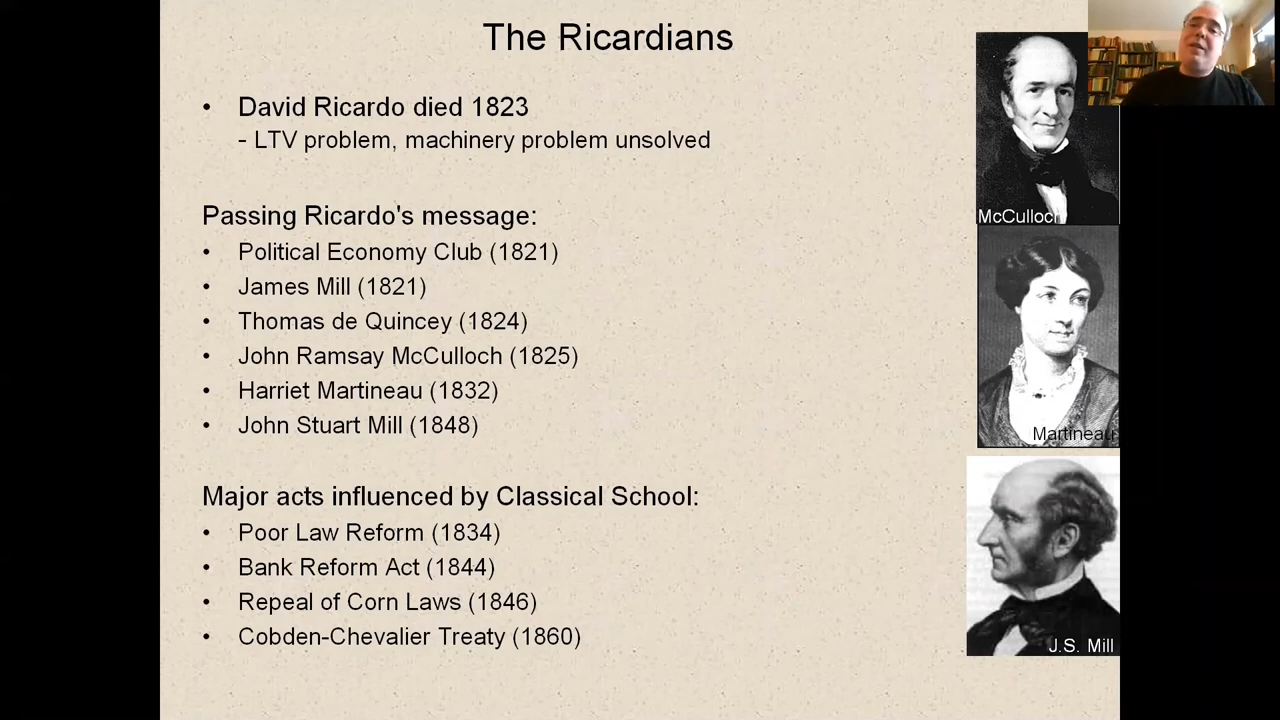 The Ricardians
• David Ricardo died 1823
- LTV problem, machinery problem unsolved
Passing Ricardo's message:
• Political Economy Club (1821)
• James Mill (1821)
• Thomas de Quincey (1824)
• John Ramsay McCulloch (1825)
• Harriet Martineau (1832)
• John Stuart Mill (1848)
Major acts influenced by Classical School:
• Poor Law Reform (1834)
• Bank Reform Act (1844)
• Repeal of Corn Laws (1846)
• Cobden-Chevalier Treaty (1860)
McCulloch
Martineau
J.S. Mill